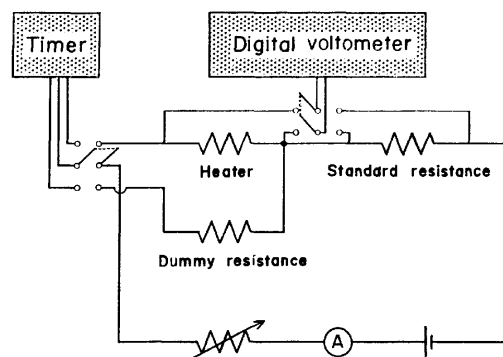 Timer
Digital voltometer
Heater
Standard resistance
Dummy resistance
A